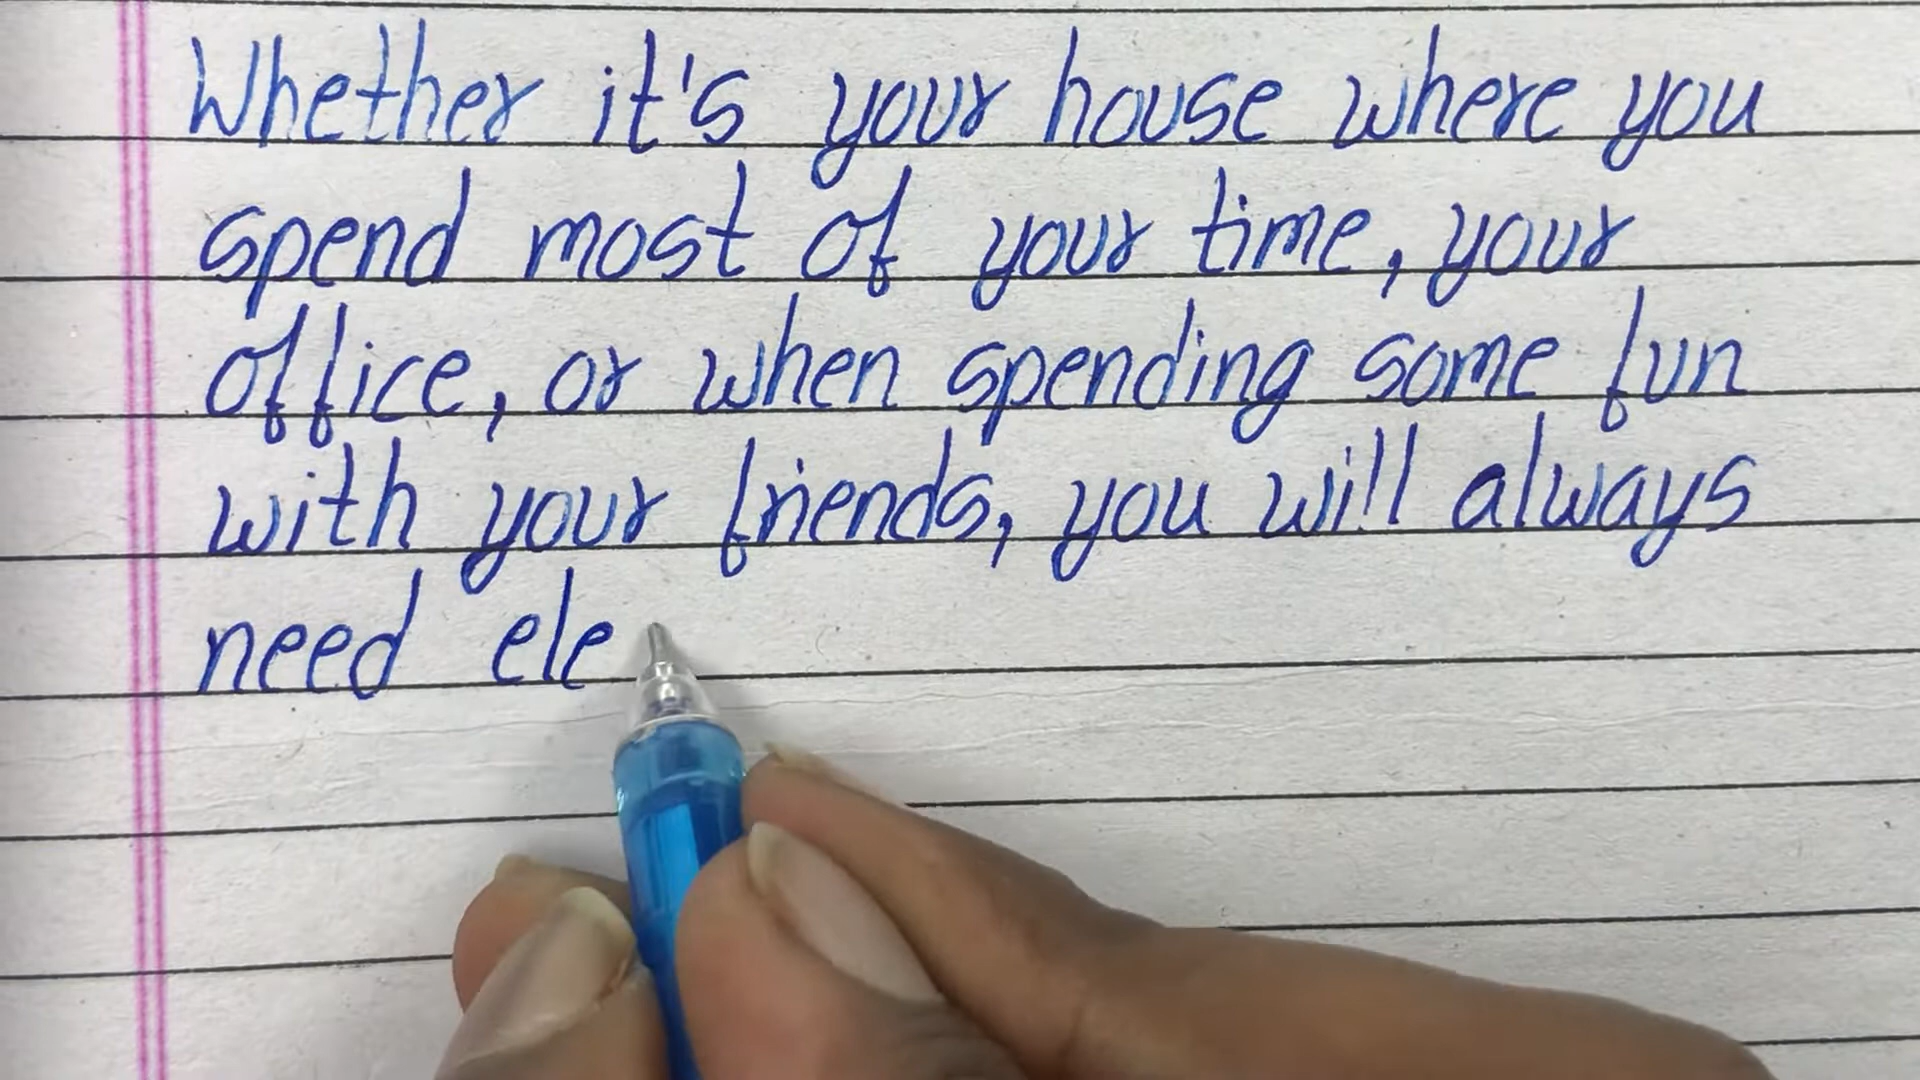 Whether it's your house where you
spend most of your time, your
office, or when spending some fun
with your friends, you will always
need ele